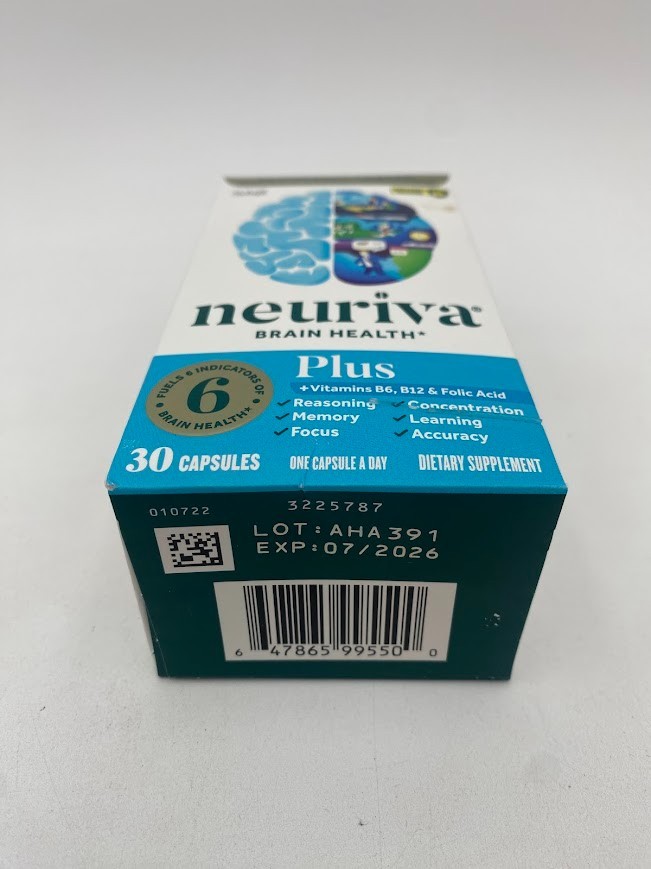 neuriva®
BRAIN HEALTH*
Plus
+Vitamins B6, B12 & Folic Acid
FUELS 6 INDICATORS OF
6
BRAIN HEALTH*
Reasoning
Concentration
Memory
Learning
Focus
Accuracy
30 CAPSULES
ONE CAPSULE A DAY
DIETARY SUPPLEMENT
010722
3225787
LOT:AHA391
EXP:07/2026
6 47865 99550 0